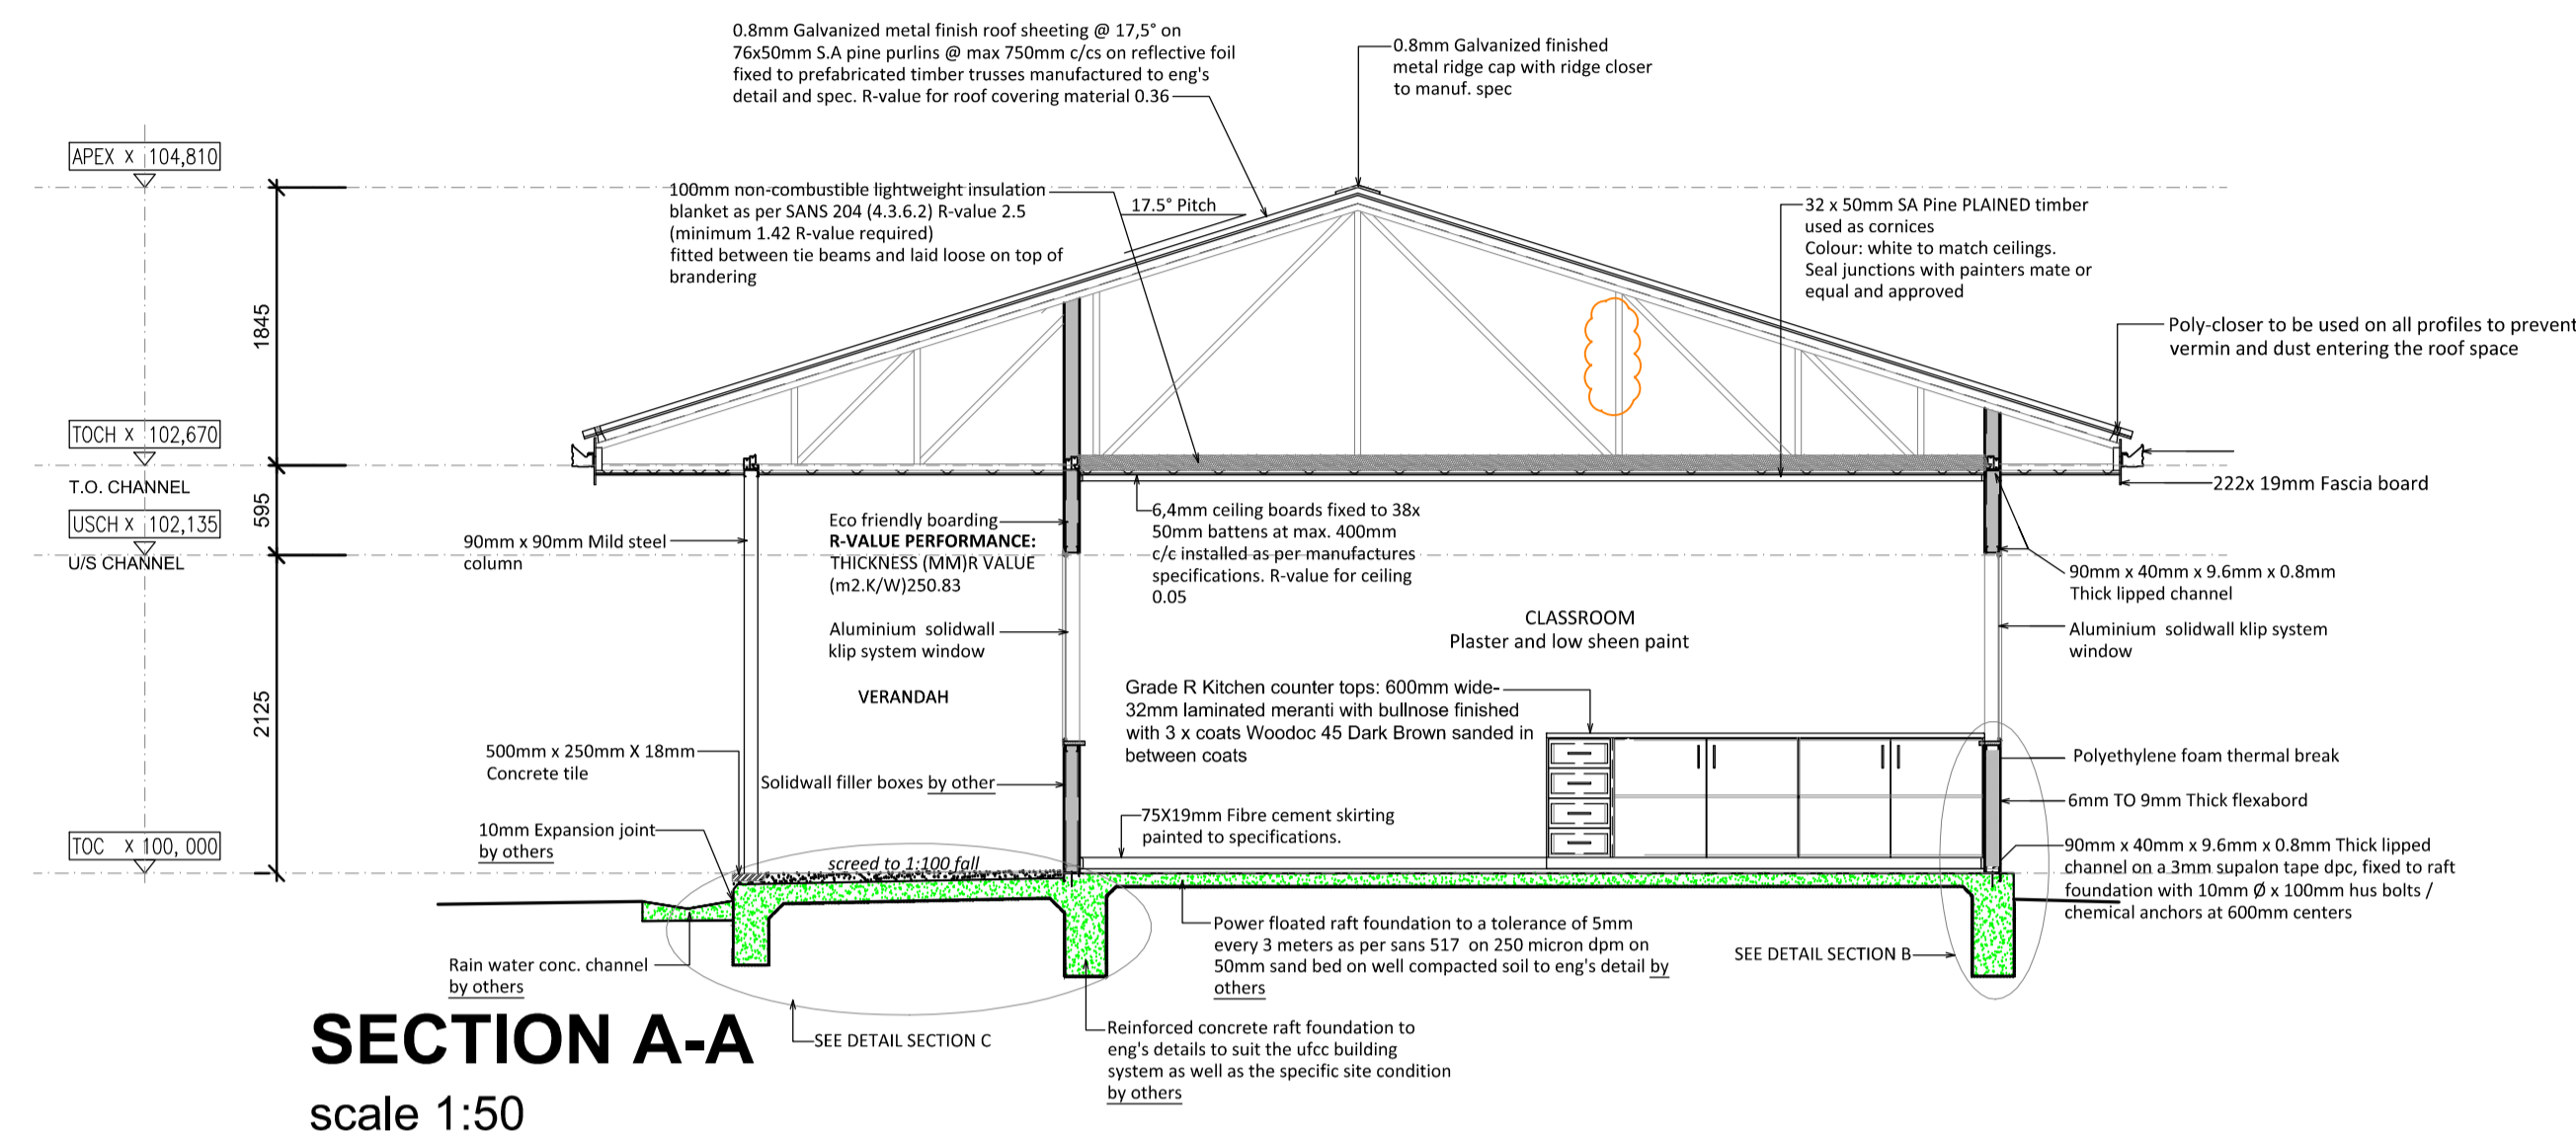 0.8mm Galvanized metal finish roof sheeting @ 17,5° on
76x50mm S.A pine purlins @ max 750mm c/cs on reflective foil
fixed to prefabricated timber trusses manufactured to eng's
detail and spec. R-value for roof covering material 0.36
0.8mm Galvanized finished
metal ridge cap with ridge closer
to manuf. spec
APEX X 104,810
100mm non-combustible lightweight insulation
blanket as per SANS 204 (4.3.6.2) R-value 2.5
(minimum 1.42 R-value required)
fitted between tie beams and laid loose on top of
brandering
17.5° Pitch
32 x 50mm SA Pine PLAINED timber
used as cornices
Colour: white to match ceilings.
Seal junctions with painters mate or
equal and approved
1845
Poly-closer to be used on all profiles to prevent
vermin and dust entering the roof space
TOCH X 102,670
T.O. CHANNEL
595
USCH X 102,135
U/S CHANNEL
222x 19mm Fascia board
90mm x 90mm Mild steel
column
Eco friendly boarding
R-VALUE PERFORMANCE:
THICKNESS (MM)R VALUE
(m2.K/W)250.83
6,4mm ceiling boards fixed to 38x
50mm battens at max. 400mm
c/c installed as per manufactures
specifications. R-value for ceiling
0.05
90mm x 40mm x 9.6mm x 0.8mm
Thick lipped channel
Aluminium solidwall
klip system window
CLASSROOM
Plaster and low sheen paint
Aluminium solidwall klip system
window
2125
VERANDAH
Grade R Kitchen counter tops: 600mm wide-
32mm laminated meranti with bullnose finished
with 3 x coats Woodoc 45 Dark Brown sanded in
between coats
500mm x 250mm X 18mm
Concrete tile
Solidwall filler boxes by other
Polyethylene foam thermal break
6mm TO 9mm Thick flexabord
10mm Expansion joint
by others
75X19mm Fibre cement skirting
painted to specifications.
TOC X 100, 000
screed to 1:100 fall
90mm x 40mm x 9.6mm x 0.8mm Thick lipped
channel on a 3mm supalon tape dpc, fixed to raft
foundation with 10mm Ø x 100mm hus bolts /
chemical anchors at 600mm centers
Rain water conc. channel
by others
Power floated raft foundation to a tolerance of 5mm
every 3 meters as per sans 517 on 250 micron dpm on
50mm sand bed on well compacted soil to eng's detail by
others
SEE DETAIL SECTION B
SEE DETAIL SECTION C
Reinforced concrete raft foundation to
eng's details to suit the ufcc building
system as well as the specific site condition
by others
SECTION A-A
scale 1:50